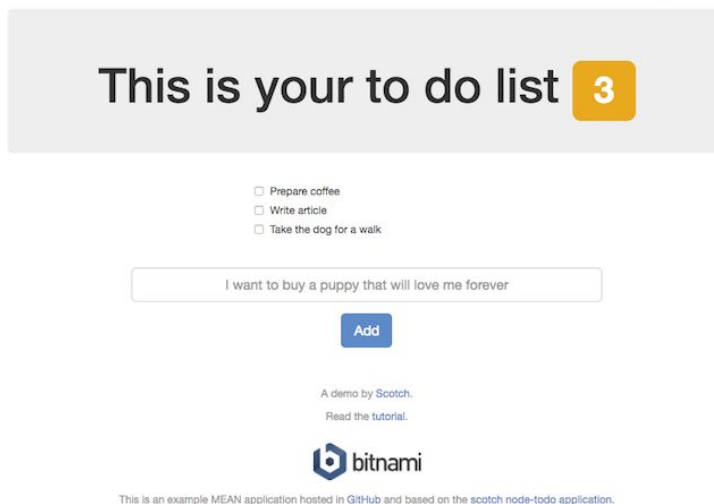 This is your to do list 3
Prepare coffee
Write article
Take the dog for a walk
I want to buy a puppy that will love me forever
Add
A demo by Scotch.
Read the tutorial.
bitnami
This is an example MEAN application hosted in GitHub and based on the scotch node-todo application.